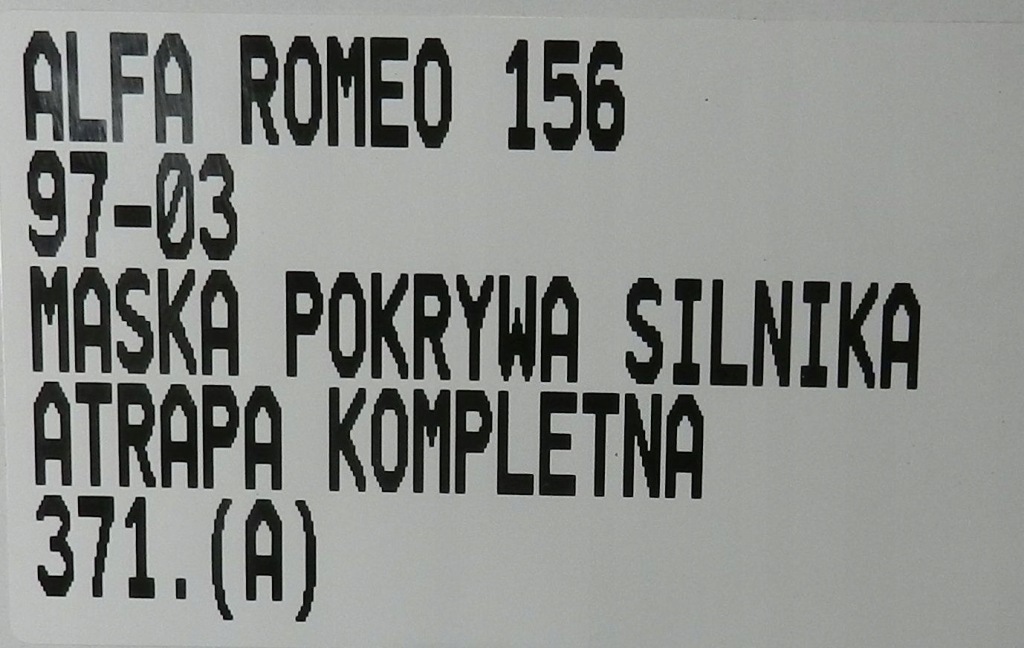 ALFA ROMEO 156
97-03
MASKA POKRYWA SILNIKA
ATRAPA KOMPLETNA
371.(A)